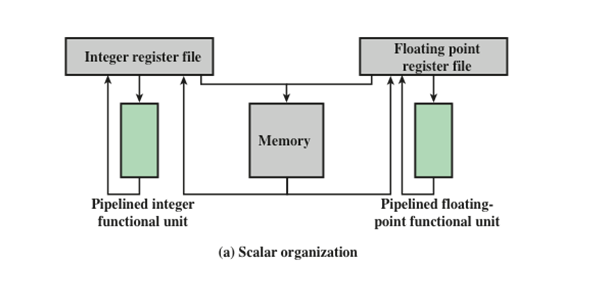 Integer register file
Floating point
register file
Memory
Pipelined integer
functional unit
Pipelined floating-
point functional unit
(a) Scalar organization